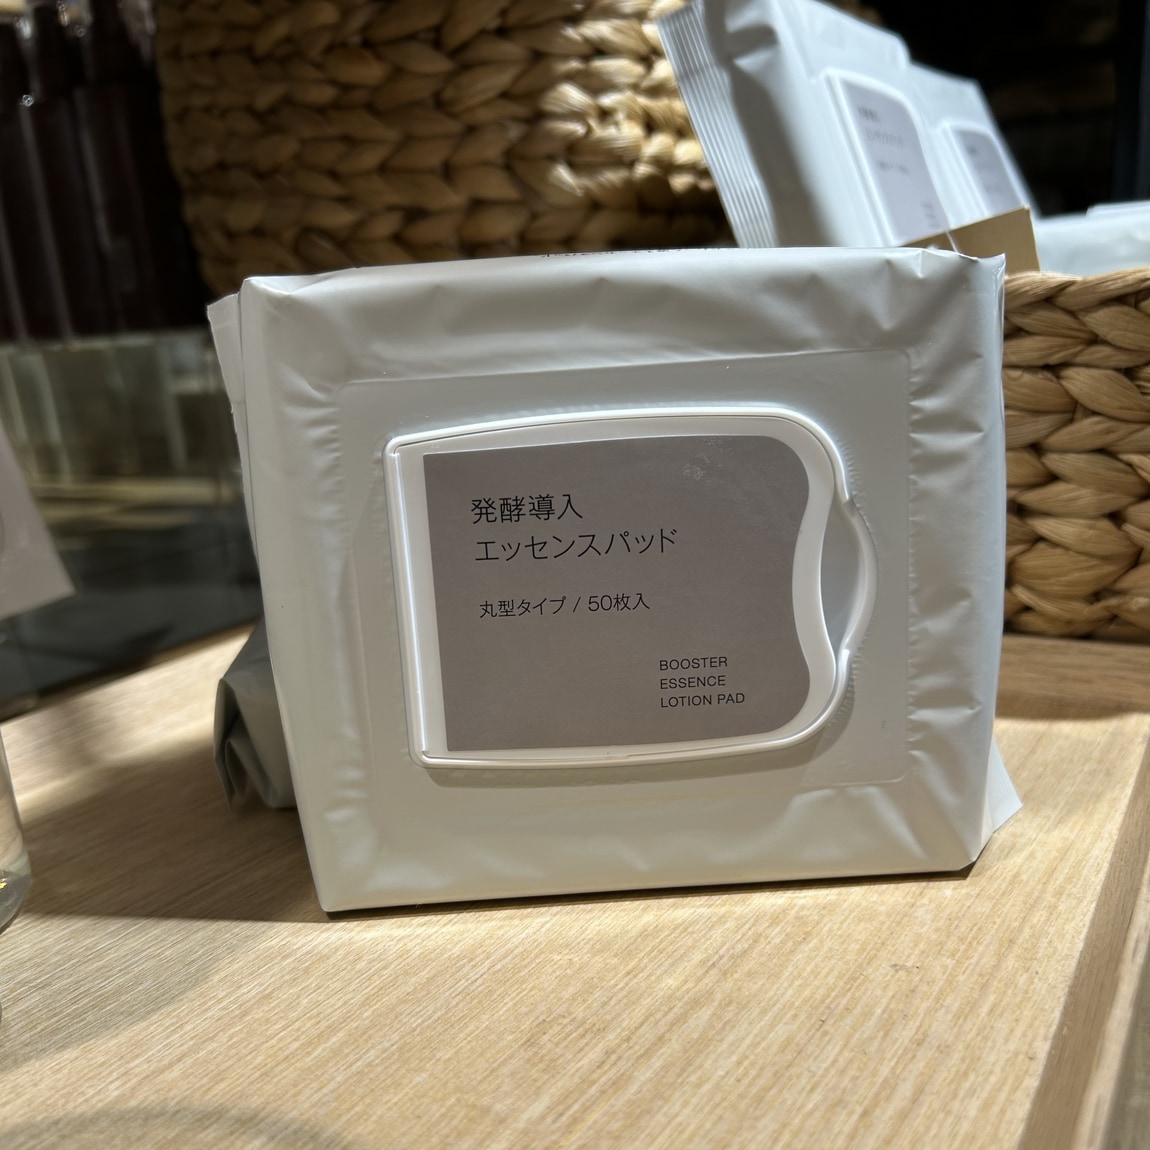 発酵導入
エッセンスパッド
丸型タイプ / 50枚入
BOOSTER
ESSENCE
LOTION PAD